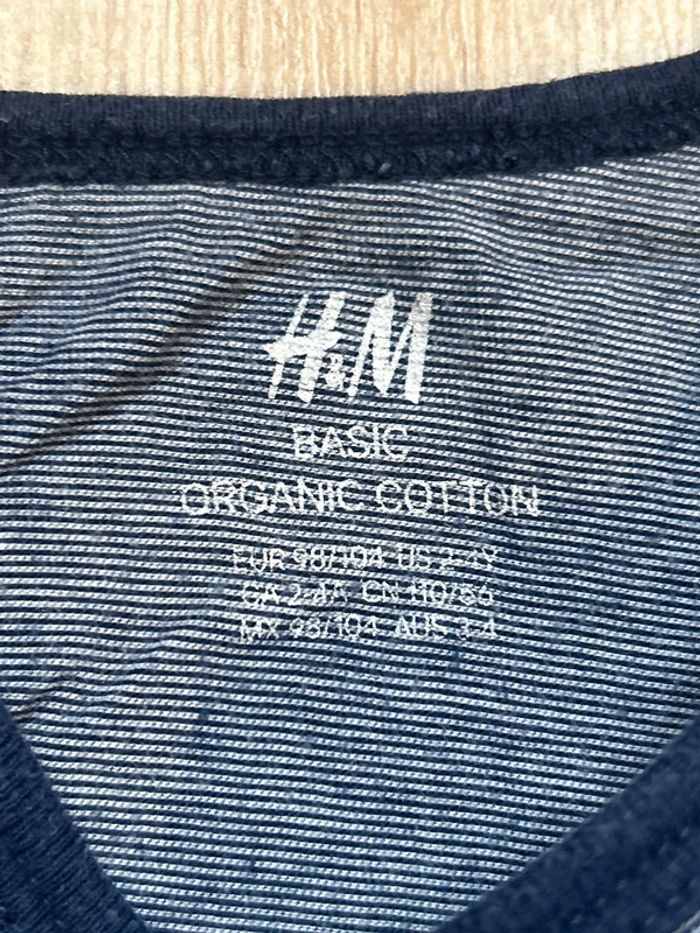 H&M
BASIC
ORGANIC COTTON
EUR 98/104 US 2-4Y
CA 2-4A CN 110/56
MX 98/104 AUS 3-4